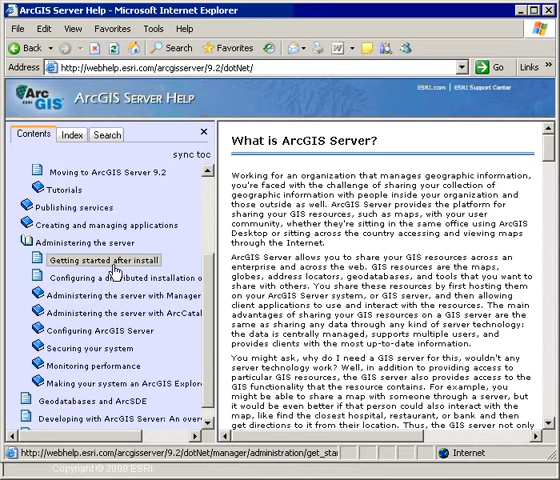 ArcGIS Server Help - Microsoft Internet Explorer
File Edit View Favorites Tools Help
Back Search Favorites
Address http://webhelp.esri.com/arcgisserver/9.2/dotNet/ Go Links »
Arc GIS ArcGIS Server Help ESRI.com | ESRI Support Center
Contents Index Search
sync toc
Moving to ArcGIS Server 9.2
Tutorials
Publishing services
Creating and managing applications
Administering the server
Getting started after install
Configuring a distributed installation o
Administering the server with Manager
Administering the server with ArcCatal
Configuring ArcGIS Server
Securing your system
Monitoring performance
Making your system an ArcGIS Explore
Geodatabases and ArcSDE
Developing with ArcGIS Server: An over
What is ArcGIS Server?
Working for an organization that manages geographic information,
you're faced with the challenge of sharing your collection of
geographic information with people inside your organization and
those outside as well. ArcGIS Server provides the platform for
sharing your GIS resources, such as maps, with your user
community, whether they're sitting in the same office using ArcGIS
Desktop or sitting across the country accessing and viewing maps
through the Internet.
ArcGIS Server allows you to share your GIS resources across an
enterprise and across the web. GIS resources are the maps,
globes, address locators, geodatabases, and tools that you want to
share with others. You share these resources by first hosting them
on your ArcGIS Server system, or GIS server, and then allowing
client applications to use and interact with the resources. The main
advantages of sharing your GIS resources on a GIS server are the
same as sharing any data through any kind of server technology:
the data is centrally managed, supports multiple users, and
provides clients with the most up-to-date information.
You might ask, why do I need a GIS server for this, wouldn't any
server technology work? Well, in addition to providing access to
particular GIS resources, the GIS server also provides access to the
GIS functionality that the resource contains. For example, you
might be able to share a map with someone through a server, but
it would be even better if that person could also interact with the
map, like find the closest hospital, restaurant, or bank and then
get directions to it from their location. Thus, the GIS server not only
http://webhelp.esri.com/arcgisserver/9.2/dotNet/manager/administration/get_sta Internet
Copyright © 2008 ESRI